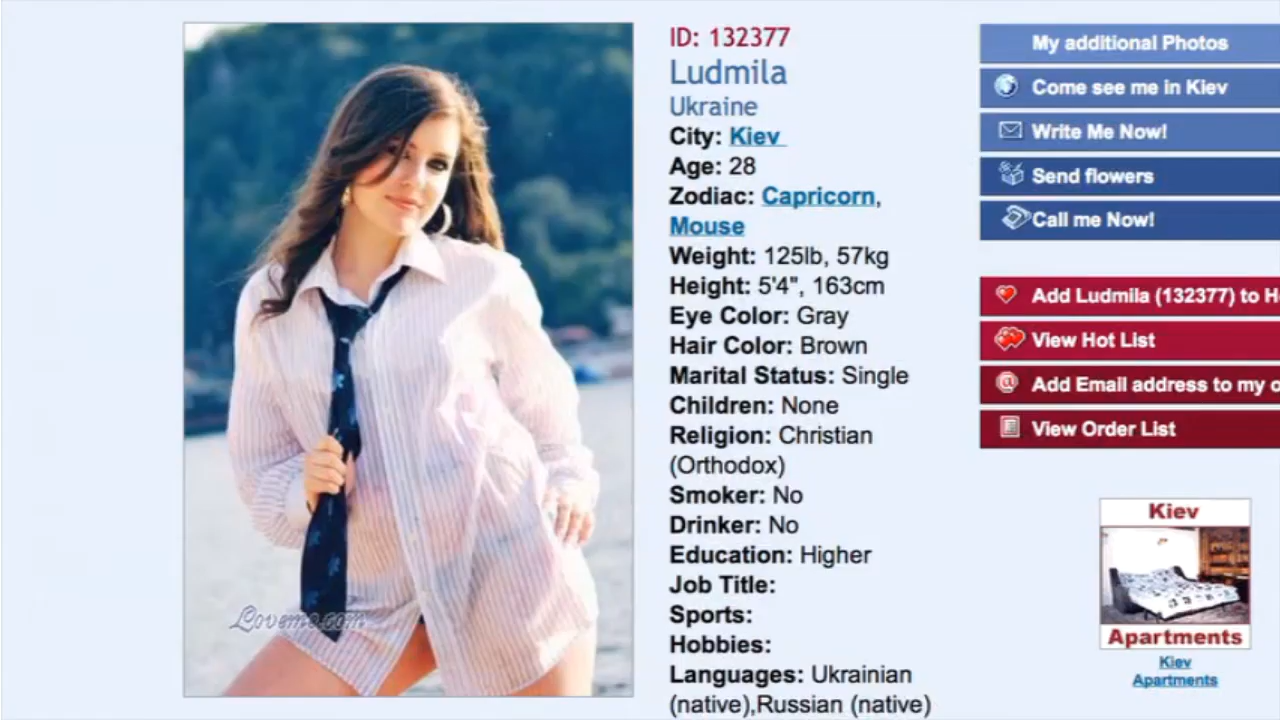 ID: 132377
Ludmila
Ukraine
City: Kiev
Age: 28
Zodiac: Capricorn,
Mouse
Weight: 125lb, 57kg
Height: 5'4", 163cm
Eye Color: Gray
Hair Color: Brown
Marital Status: Single
Children: None
Religion: Christian
(Orthodox)
Smoker: No
Drinker: No
Education: Higher
Job Title:
Sports:
Hobbies:
Languages: Ukrainian
(native),Russian (native)
My additional Photos
Come see me in Kiev
Write Me Now!
Send flowers
Call me Now!
Add Ludmila (132377) to H
View Hot List
Add Email address to my o
View Order List
Kiev
Apartments
Kiev
Apartments
Loveme.com